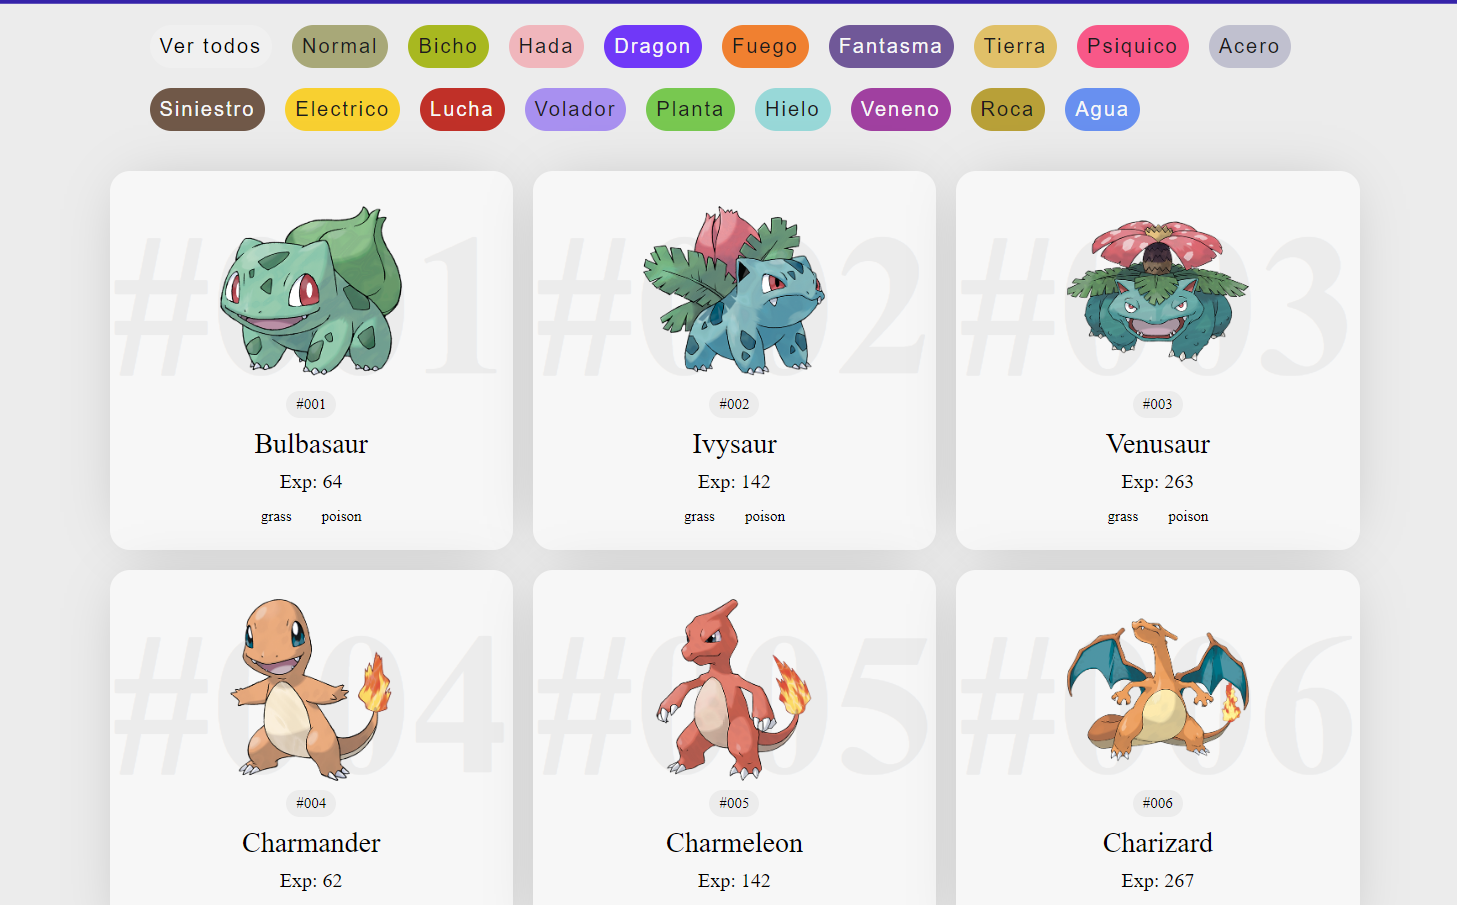 Ver todos Normal Bicho Hada Dragon Fuego Fantasma Tierra Psiquico Acero
Siniestro Electrico Lucha Volador Planta Hielo Veneno Roca Agua
#001 #002 #003
#001 #002 #003
Bulbasaur Ivysaur Venusaur
Exp: 64 Exp: 142 Exp: 263
grass poison grass poison grass poison
#004 #005 #006
#004 #005 #006
Charmander Charmeleon Charizard
Exp: 62 Exp: 142 Exp: 267